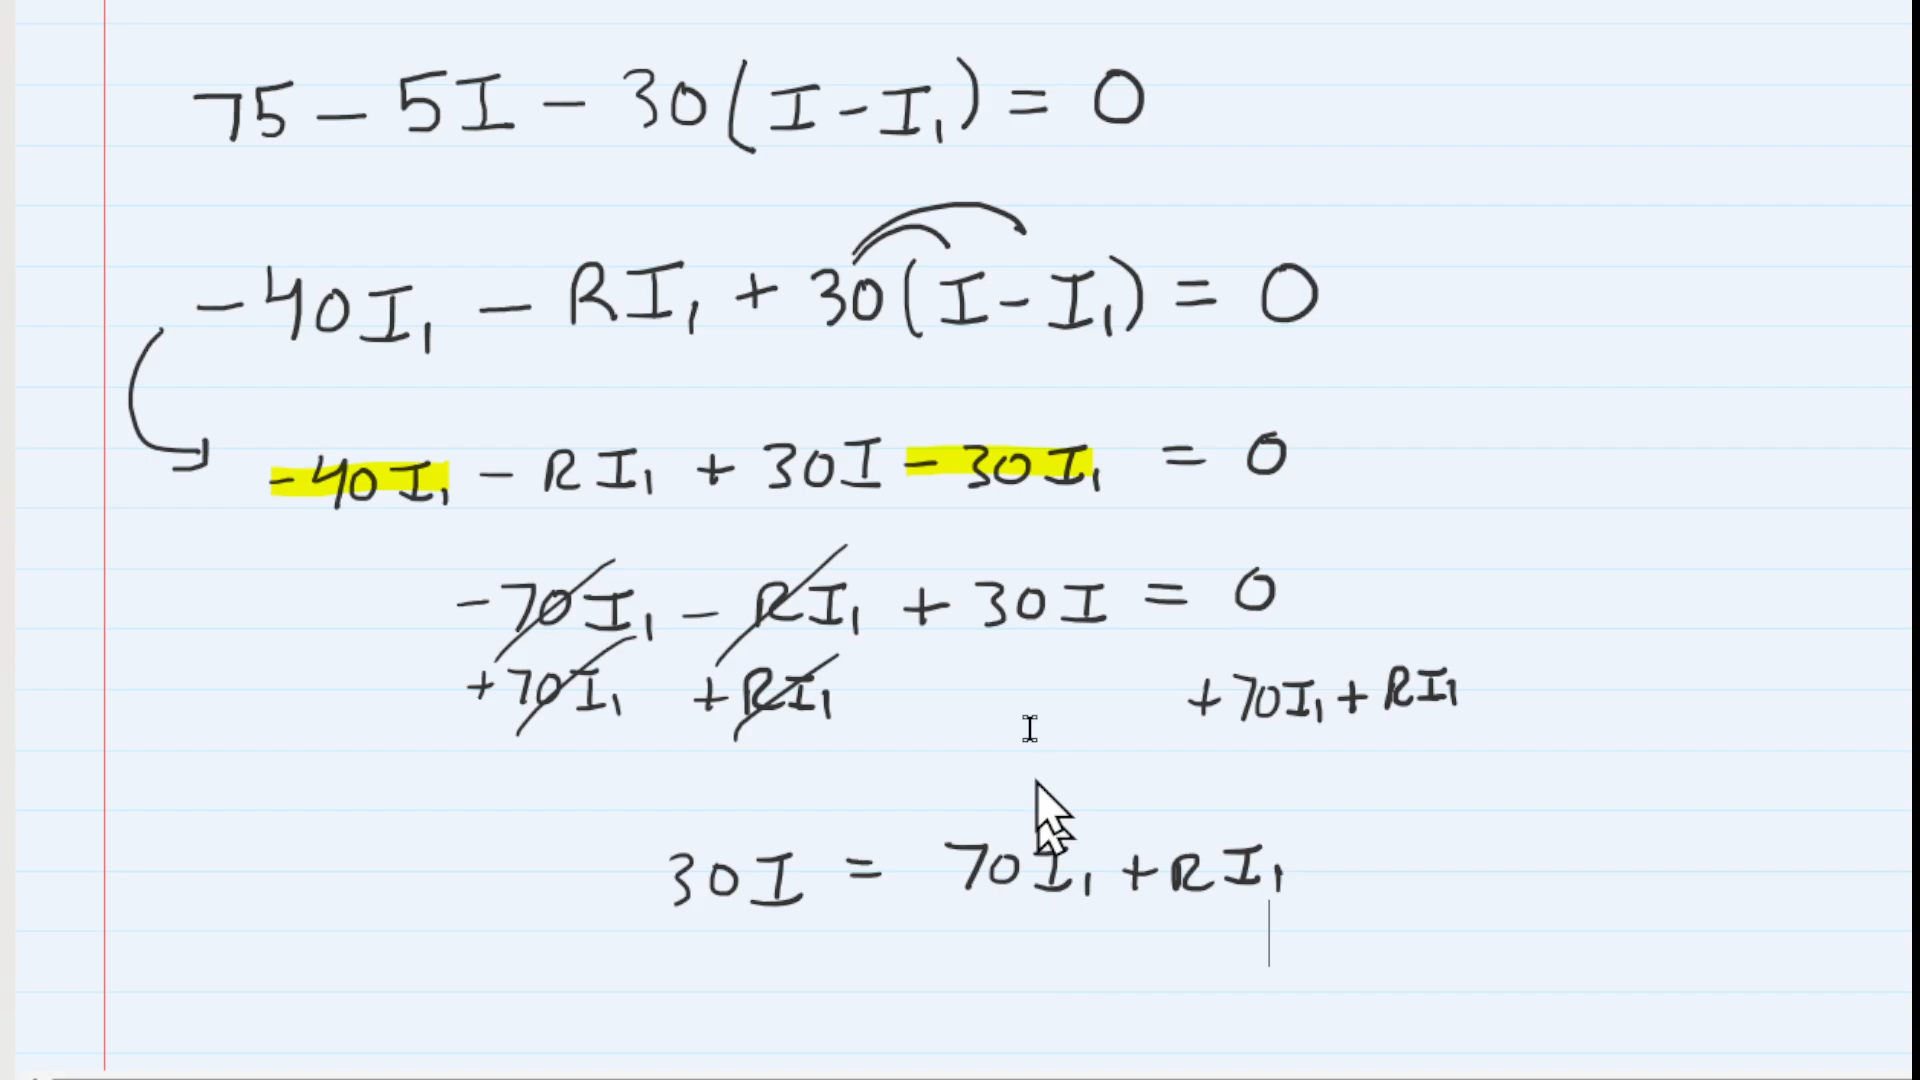 75 - 5I - 30(I - I₁) = 0
-40I₁ - RI₁ + 30(I - I₁) = 0
-40I₁ - RI₁ + 30I - 30I₁ = 0
-70I₁ - RI₁ + 30I = 0
+70I₁ +RI₁ +70I₁ + RI₁
30I = 70I₁ + RI₁